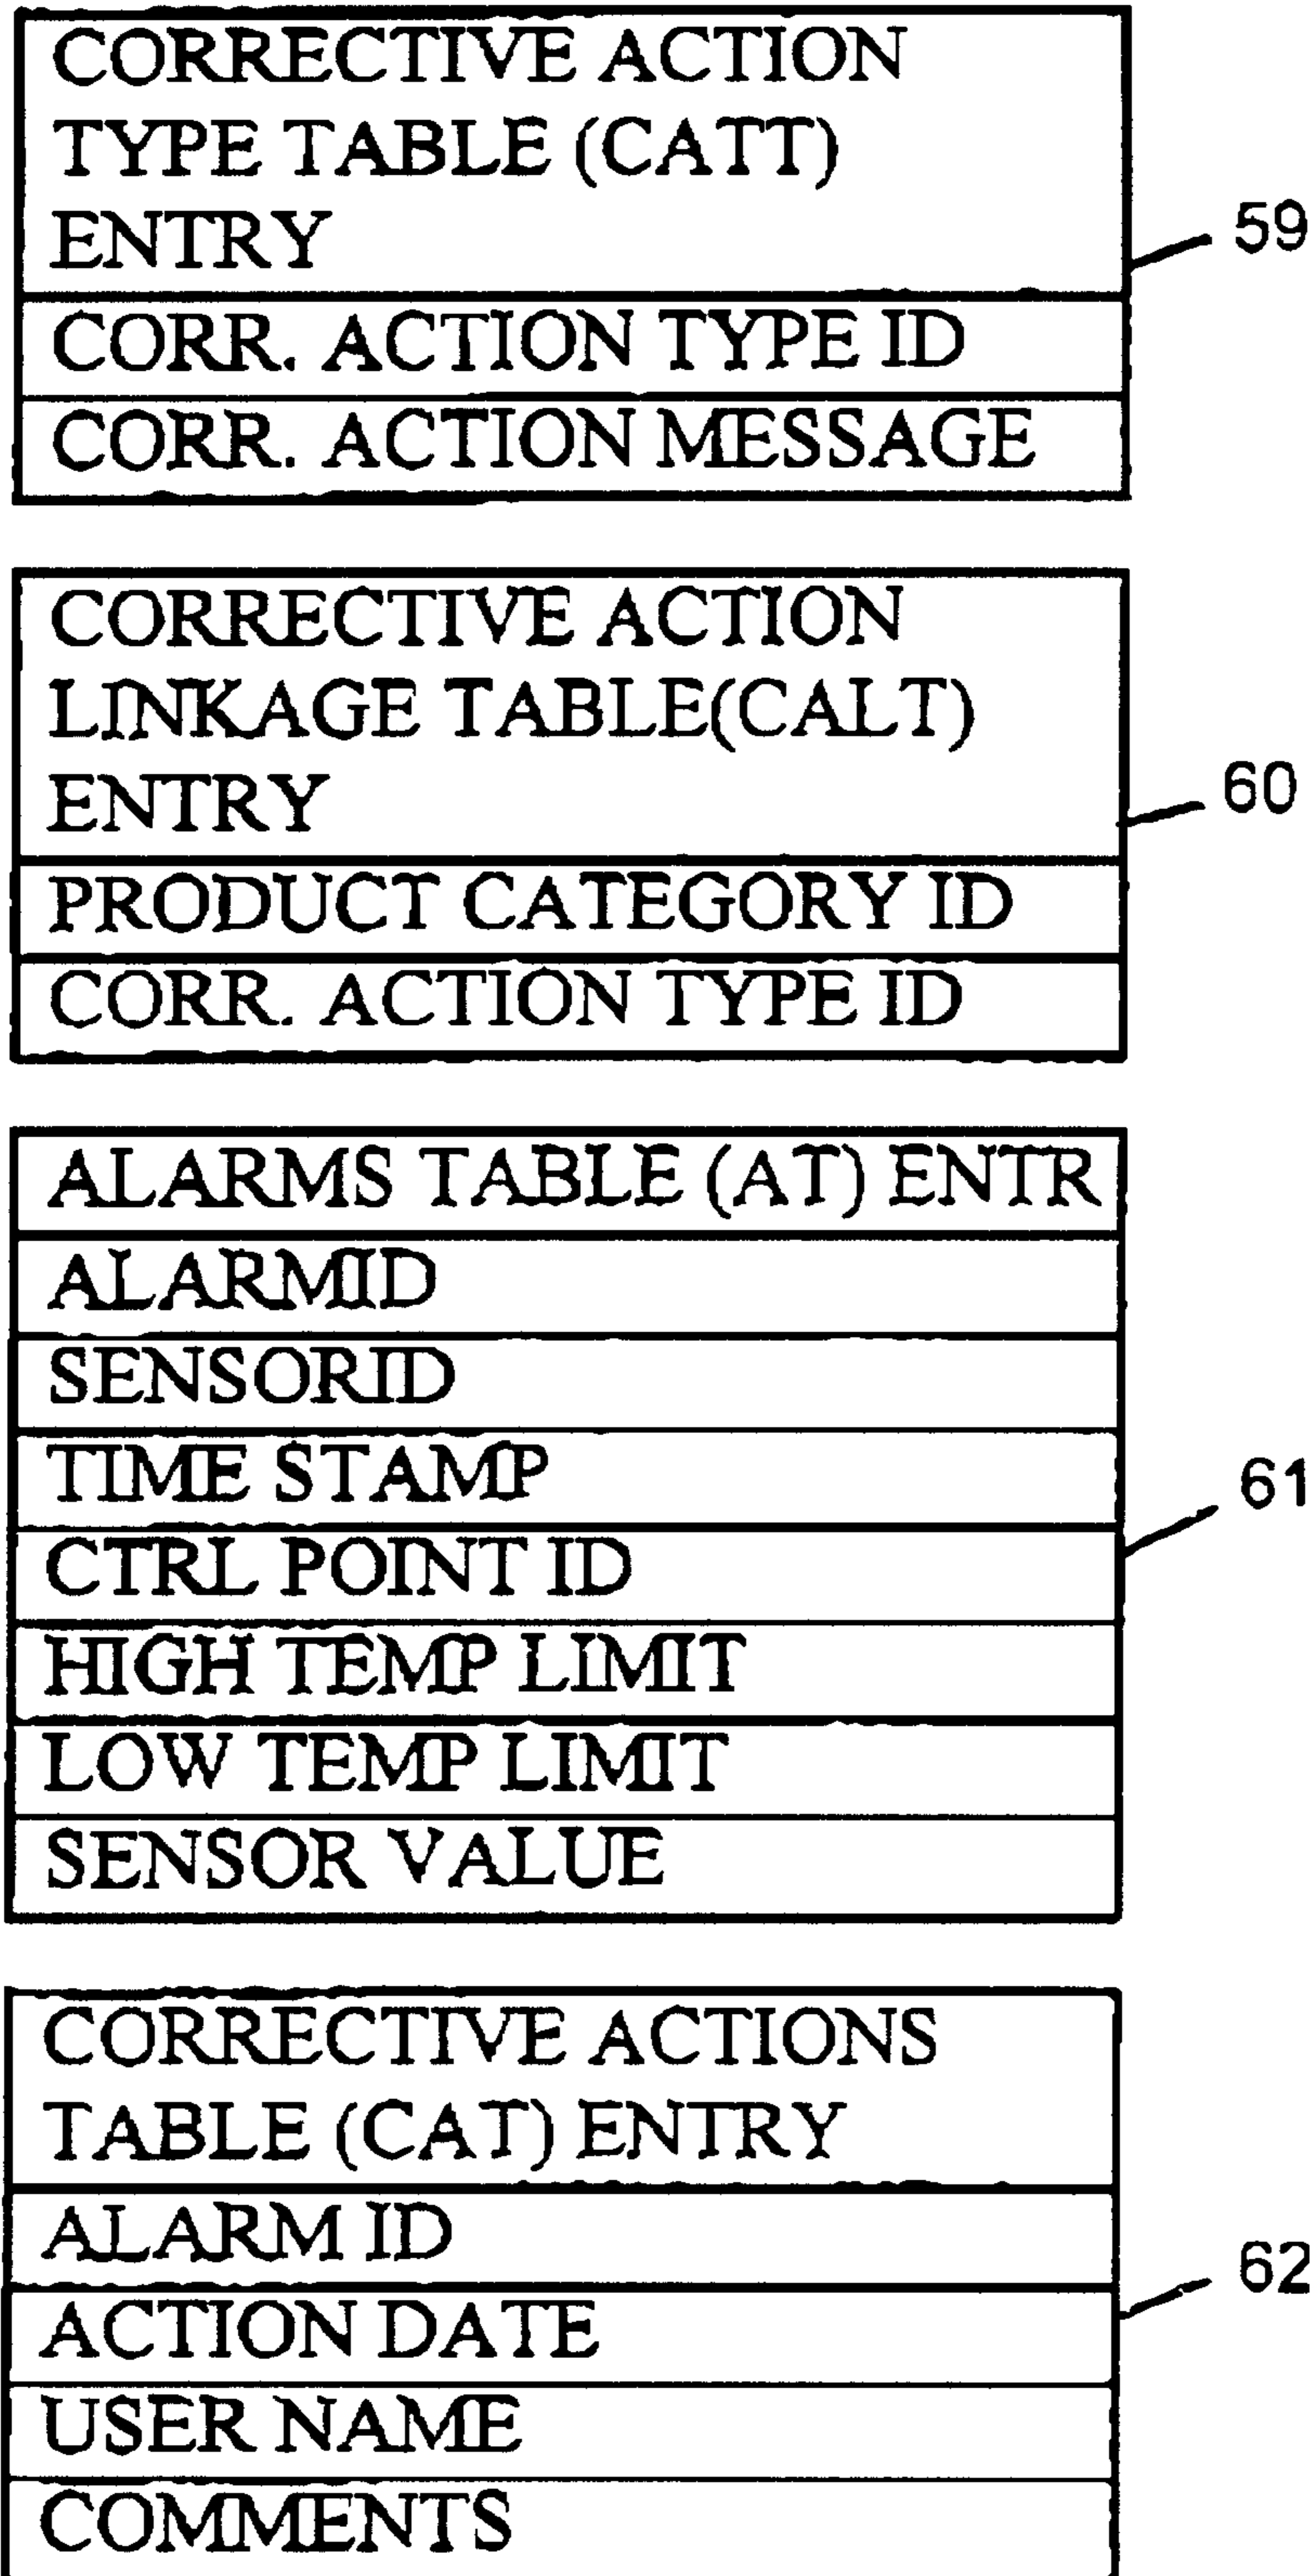 CORRECTIVE ACTION
TYPE TABLE (CATT)
ENTRY
59
CORR. ACTION TYPE ID
CORR. ACTION MESSAGE
CORRECTIVE ACTION
LINKAGE TABLE(CALT)
ENTRY
60
PRODUCT CATEGORY ID
CORR. ACTION TYPE ID
ALARMS TABLE (AT) ENTR
ALARMID
SENSORID
TIME STAMP
61
CTRL POINT ID
HIGH TEMP LIMIT
LOW TEMP LIMIT
SENSOR VALUE
CORRECTIVE ACTIONS
TABLE (CAT) ENTRY
ALARM ID
62
ACTION DATE
USER NAME
COMMENTS